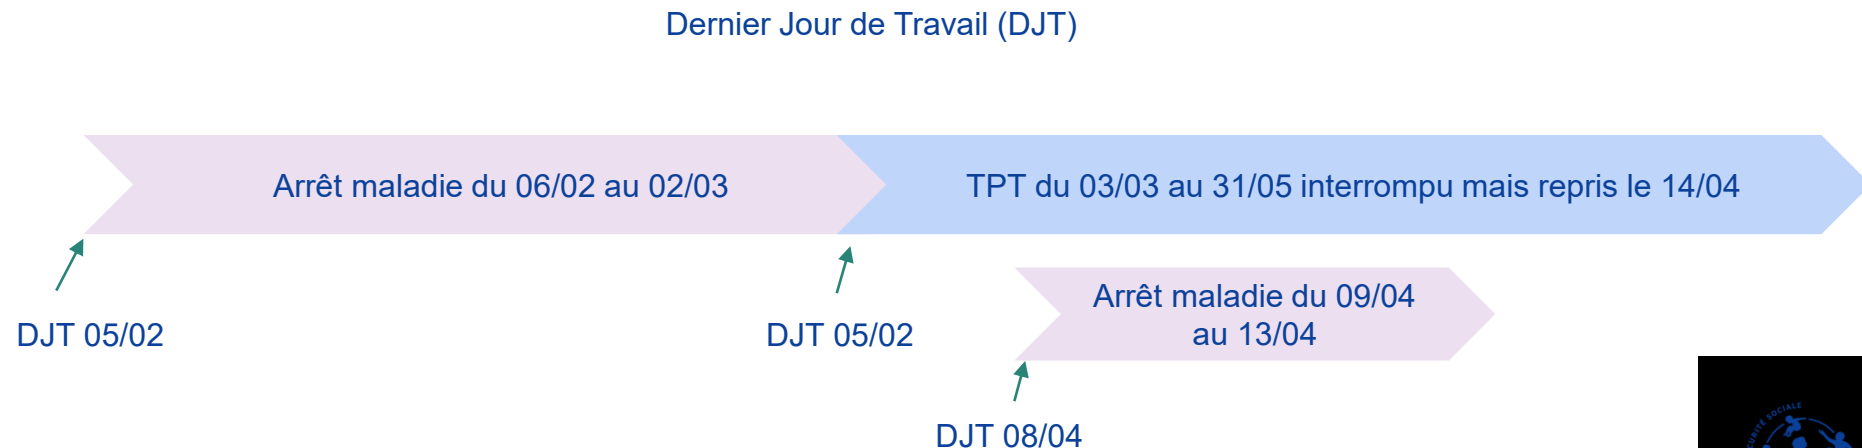 Dernier Jour de Travail (DJT)
Arrêt maladie du 06/02 au 02/03
TPT du 03/03 au 31/05 interrompu mais repris le 14/04
DJT 05/02
DJT 05/02
Arrêt maladie du 09/04
au 13/04
DJT 08/04
SOCIALE